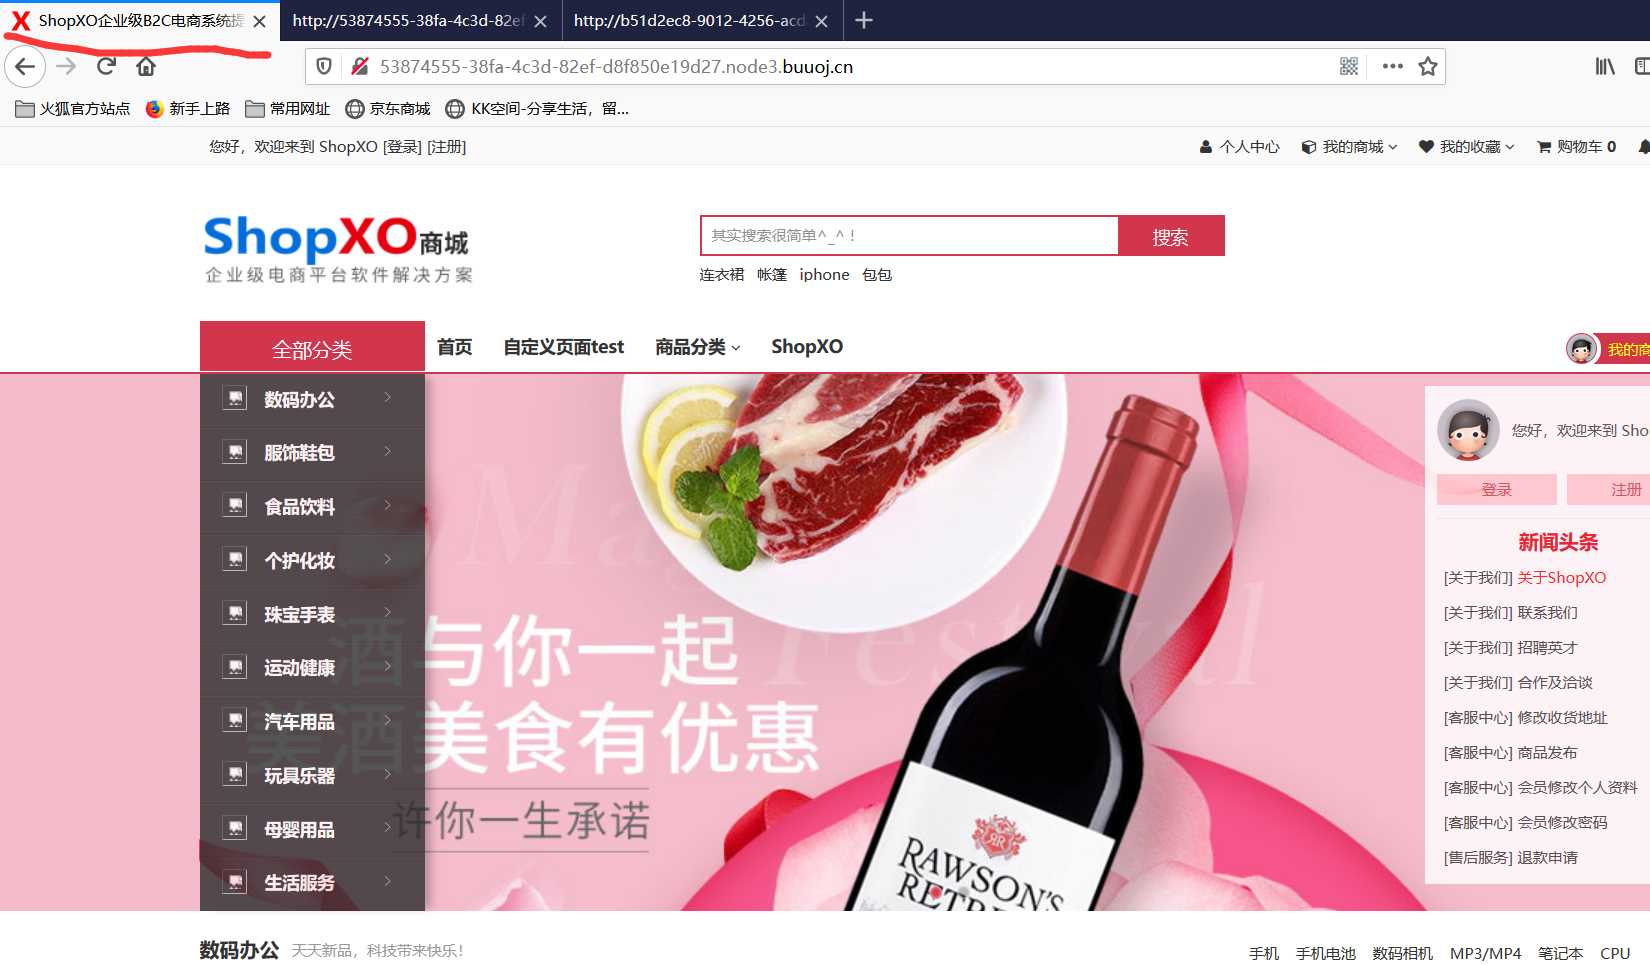 ShopXO企业级B2C电商系统提
http://53874555-38fa-4c3d-82ef
http://b51d2ec8-9012-4256-acd
53874555-38fa-4c3d-82ef-d8f850e19d27.node3.buuoj.cn
火狐官方站点 新手上路 常用网址 京东商城 KK空间-分享生活，留...
您好，欢迎来到 ShopXO [登录] [注册]
个人中心 我的商城 我的收藏 购物车 0
ShopXO商城
企业级电商平台软件解决方案
其实搜索很简单^_^ !
搜索
连衣裙 帐篷 iphone 包包
全部分类 首页 自定义页面test 商品分类 ShopXO
我的商
数码办公
服饰鞋包
食品饮料
个护化妆
珠宝手表
运动健康
汽车用品
玩具乐器
母婴用品
生活服务
Festival
酒与你一起
美酒美食有优惠
许你一生承诺
RAWSON'S
您好，欢迎来到 Sho
登录 注册
新闻头条
[关于我们] 关于ShopXO
[关于我们] 联系我们
[关于我们] 招聘英才
[关于我们] 合作及洽谈
[客服中心] 修改收货地址
[客服中心] 商品发布
[客服中心] 会员修改个人资料
[客服中心] 会员修改密码
[售后服务] 退款申请
数码办公 天天新品，科技带来快乐！
手机 手机电池 数码相机 MP3/MP4 笔记本 CPU